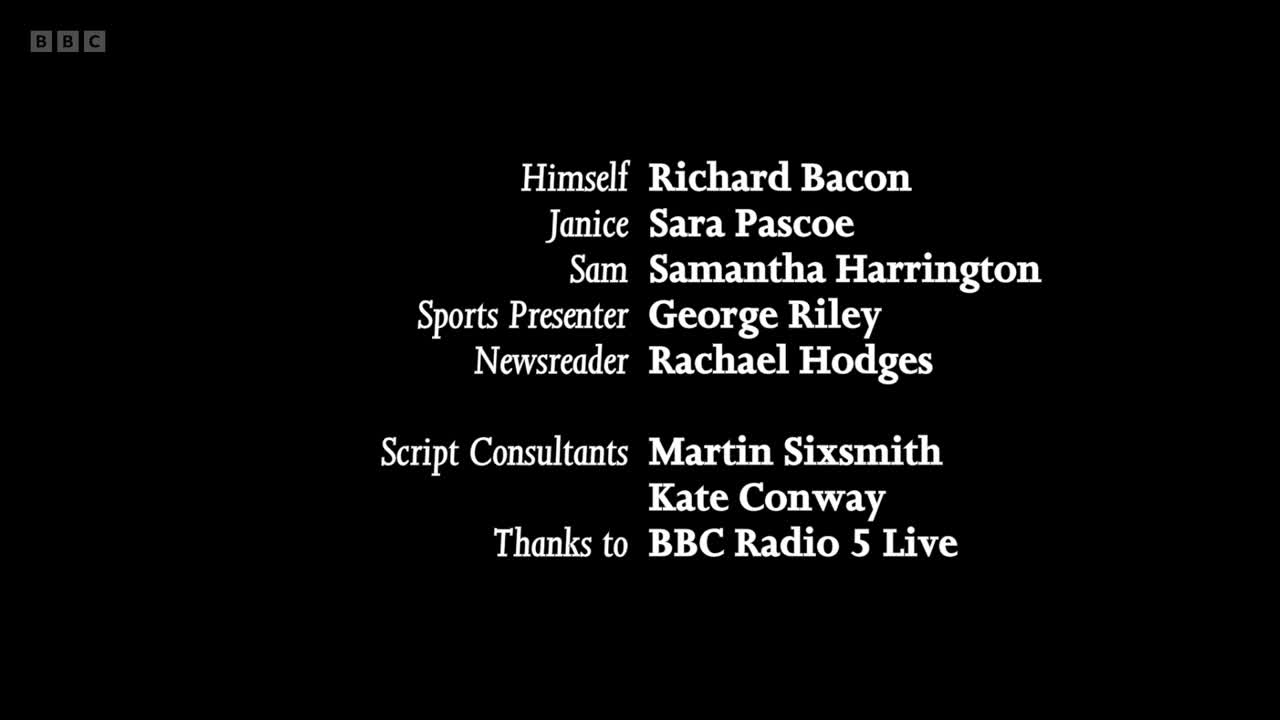 BBC
Himself Richard Bacon
Janice Sara Pascoe
Sam Samantha Harrington
Sports Presenter George Riley
Newsreader Rachael Hodges
Script Consultants Martin Sixsmith
Kate Conway
Thanks to BBC Radio 5 Live